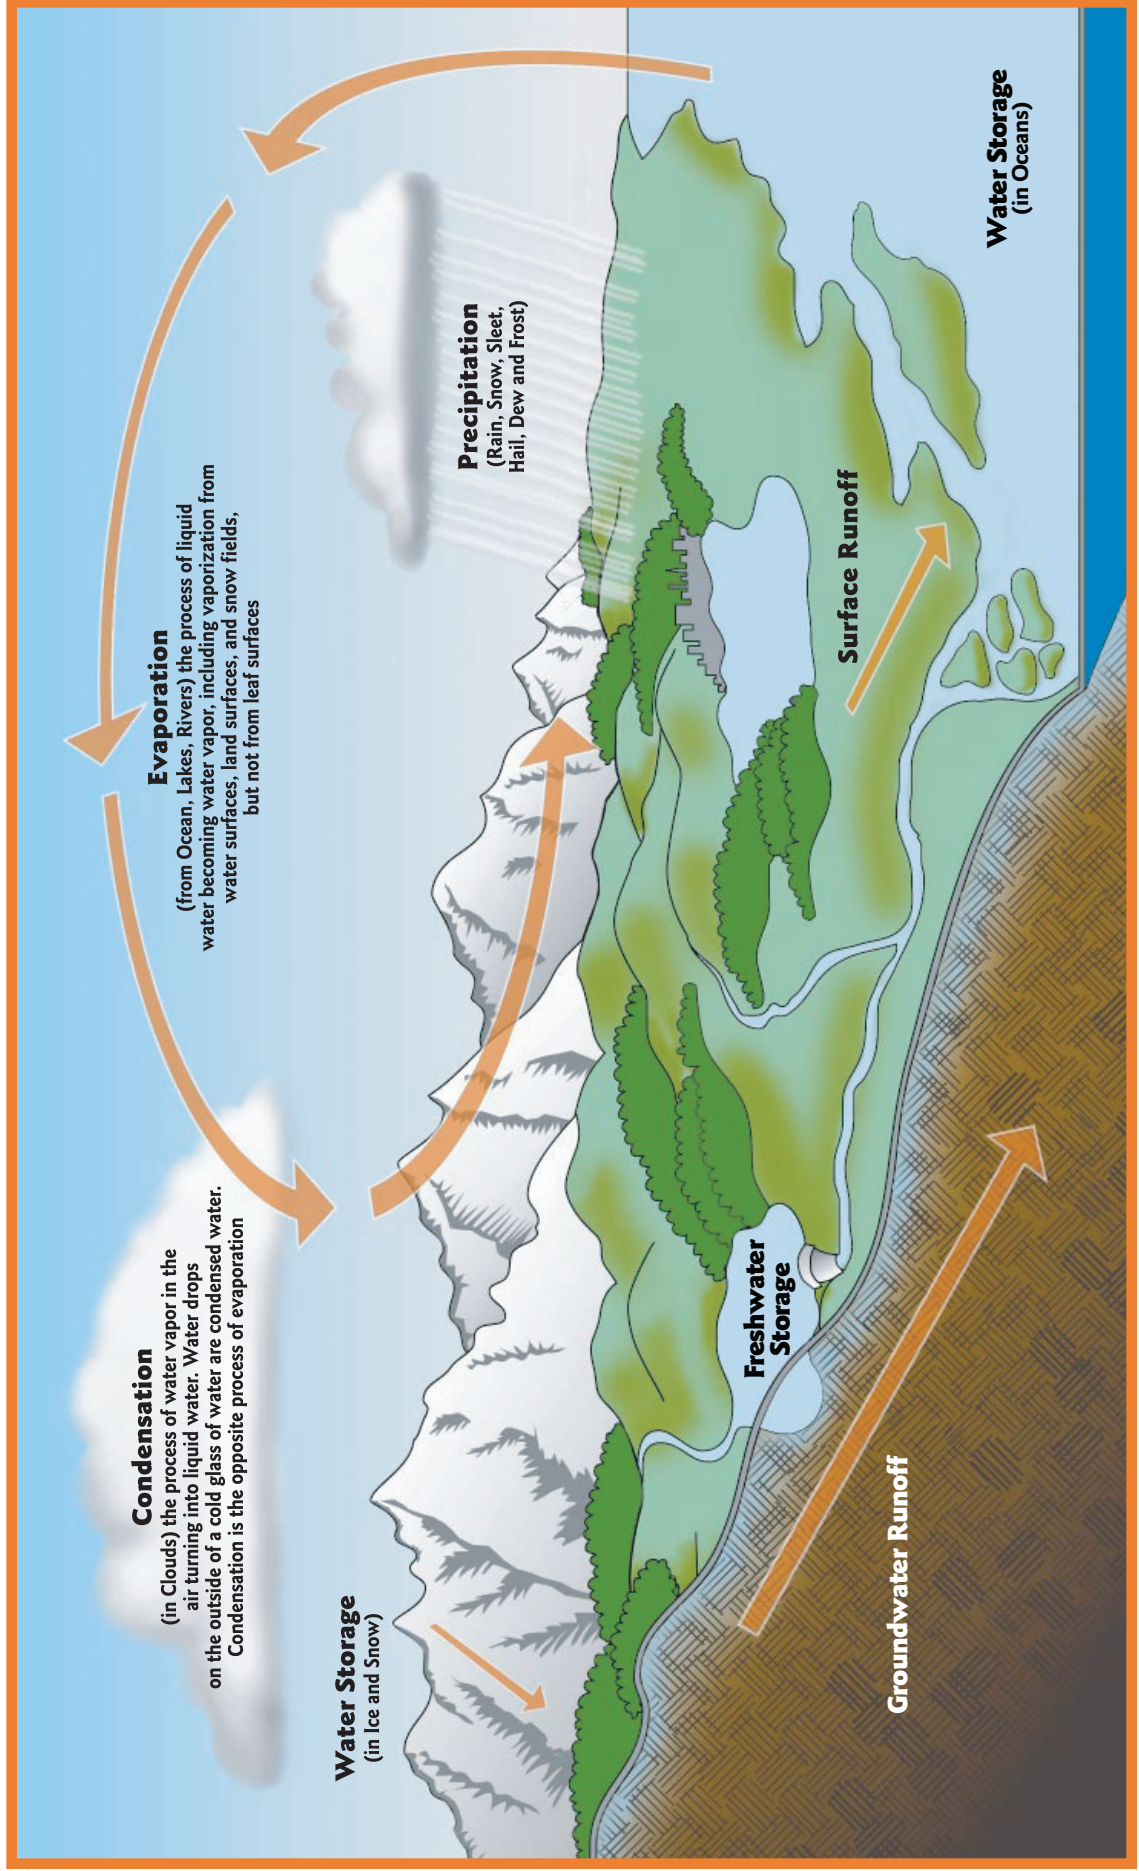 Condensation
(in Clouds) the process of water vapor in the
air turning into liquid water. Water drops
on the outside of a cold glass of water are condensed water.
Condensation is the opposite process of evaporation
Evaporation
(from Ocean, Lakes, Rivers) the process of liquid
water becoming water vapor, including vaporization from
water surfaces, land surfaces, and snow fields,
but not from leaf surfaces
Water Storage
(in Ice and Snow)
Precipitation
(Rain, Snow, Sleet,
Hail, Dew and Frost)
Freshwater
Storage
Surface Runoff
Groundwater Runoff
Water Storage
(in Oceans)